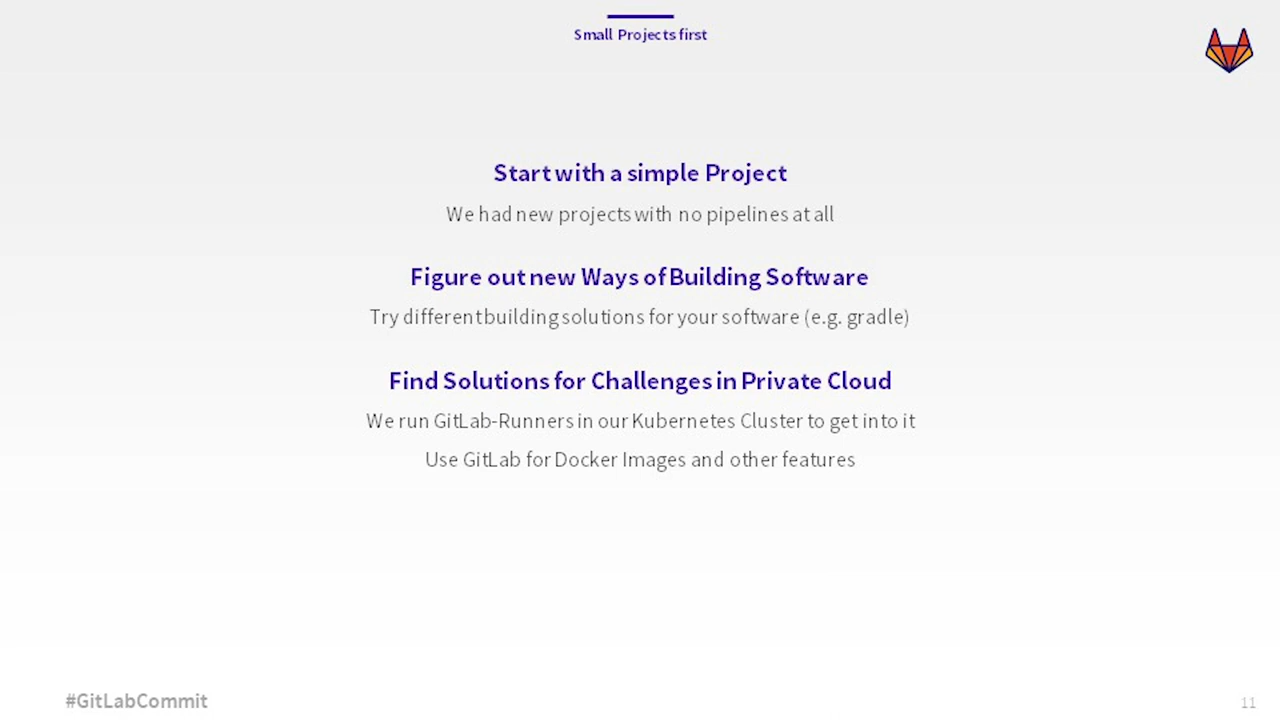 Small Projects first
Start with a simple Project
We had new projects with no pipelines at all
Figure out new Ways of Building Software
Try different building solutions for your software (e.g. gradle)
Find Solutions for Challenges in Private Cloud
We run GitLab-Runners in our Kubernetes Cluster to get into it
Use GitLab for Docker Images and other features
#GitLabCommit
11